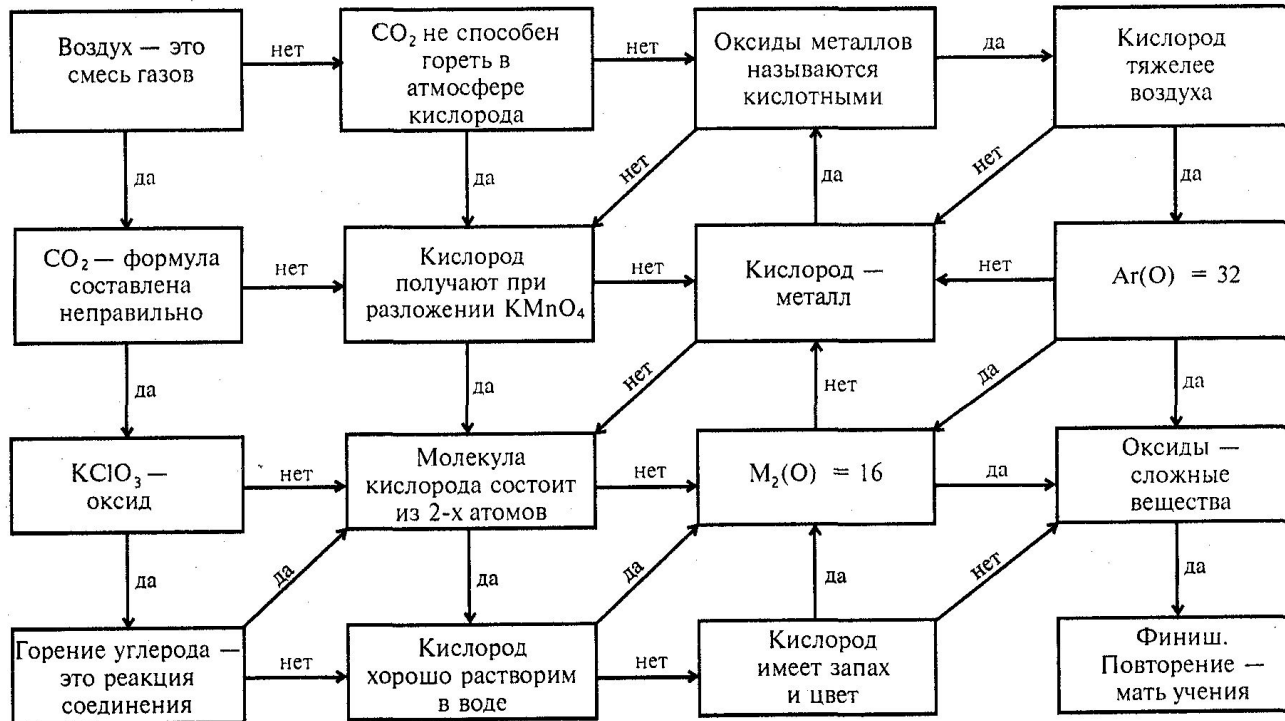 Воздух — это
смесь газов
нет
CO₂ не способен
гореть в
атмосфере
кислорода
нет
Оксиды металлов
называются
кислотными
да
Кислород
тяжелее
воздуха
да
да
нет
да
нет
да
CO₂ — формула
составлена
неправильно
нет
Кислород
получают при
разложении KMnO₄
нет
Кислород —
металл
нет
Ar(O) = 32
да
да
нет
нет
да
да
KClO₃ —
оксид
нет
Молекула
кислорода состоит
из 2-х атомов
нет
M₂(O) = 16
да
Оксиды —
сложные
вещества
да
да
да
да
да
нет
да
Горение углерода —
это реакция
соединения
нет
Кислород
хорошо растворим
в воде
нет
Кислород
имеет запах
и цвет
Финиш.
Повторение —
мать учения